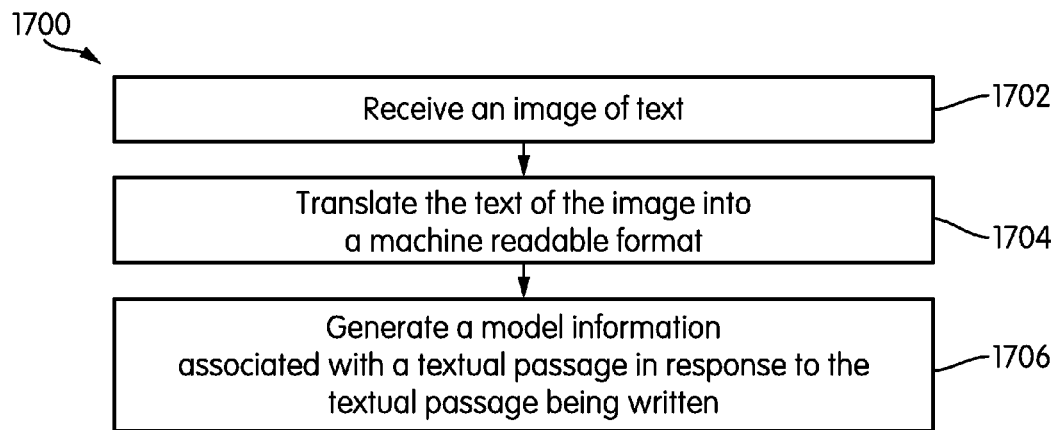 1700
Receive an image of text
1702
Translate the text of the image into
a machine readable format
1704
Generate a model information
associated with a textual passage in response to the
textual passage being written
1706